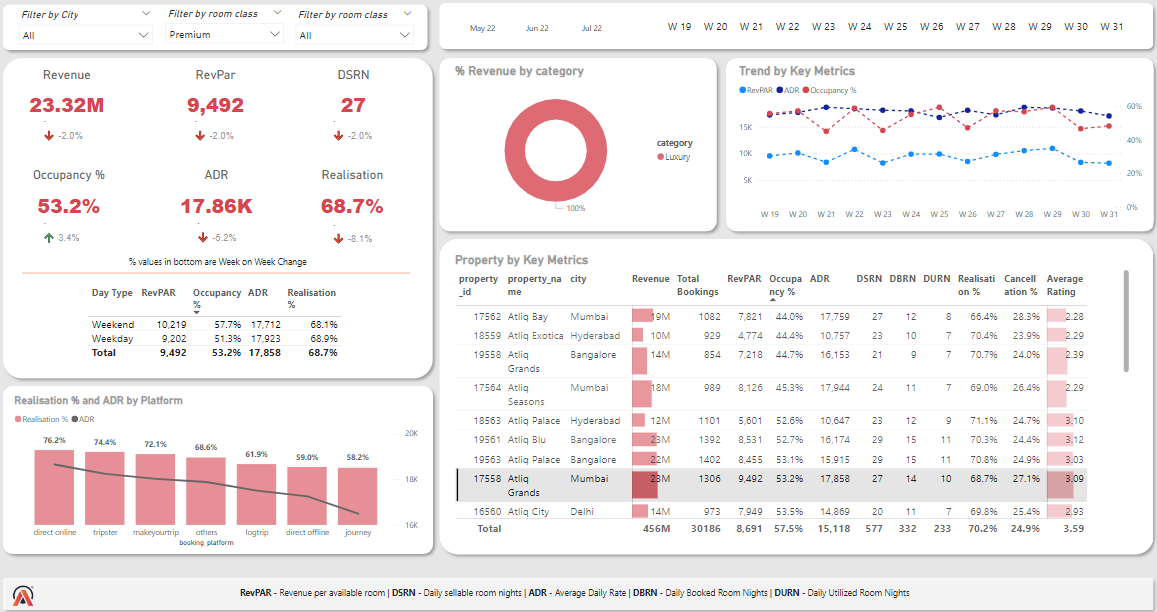 Filter by City
Filter by room class
Filter by room class
All
Premium
All
May 22 Jun 22 Jul 22
W 19 W 20 W 21 W 22 W 23 W 24 W 25 W 26 W 27 W 28 W 29 W 30 W 31
Revenue RevPar DSRN
23.32M 9,492 27
-2.0% -2.0% -2.0%
Occupancy % ADR Realisation
53.2% 17.86K 68.7%
3.4% -5.2% -8.1%
% values in bottom are Week on Week Change
Day Type RevPAR Occupancy % ADR Realisation %
Weekend 10,219 57.7% 17,712 68.1%
Weekday 9,202 51.3% 17,923 68.9%
Total 9,492 53.2% 17,858 68.7%
% Revenue by category
category
Luxury
100%
Trend by Key Metrics
RevPAR ADR Occupancy %
15K
10K
5K
60%
40%
20%
0%
W 19 W 20 W 21 W 22 W 23 W 24 W 25 W 26 W 27 W 28 W 29 W 30 W 31
Realisation % and ADR by Platform
Realisation % ADR
76.2% 74.4% 72.1% 68.6% 61.9% 59.0% 58.2%
20K
18K
16K
direct online tripster makeyourtrip others logtrip direct offline journey
booking_platform
Property by Key Metrics
property_id property_name city Revenue Total Bookings RevPAR Occupancy % ADR DSRN DBRN DURN Realisation % Cancellation % Average Rating
17562 Atliq Bay Mumbai 19M 1082 7,821 44.0% 17,759 27 12 8 66.4% 28.3% 2.28
18559 Atliq Exotica Hyderabad 10M 929 4,774 44.4% 10,757 23 10 7 70.4% 23.9% 2.29
19558 Atliq Grands Bangalore 14M 854 7,218 44.7% 16,153 21 9 7 70.7% 24.0% 2.39
17564 Atliq Seasons Mumbai 18M 989 8,126 45.3% 17,944 24 11 7 69.0% 26.4% 2.29
18563 Atliq Palace Hyderabad 12M 1101 5,601 52.6% 10,647 23 12 9 71.1% 24.7% 3.10
19561 Atliq Blu Bangalore 23M 1392 8,531 52.7% 16,174 29 15 11 70.3% 24.4% 3.12
19563 Atliq Palace Bangalore 22M 1402 8,455 53.1% 15,915 29 15 11 70.8% 24.9% 3.03
17558 Atliq Grands Mumbai 23M 1306 9,492 53.2% 17,858 27 14 10 68.7% 27.1% 3.09
16560 Atliq City Delhi 14M 973 7,949 53.5% 14,869 20 11 7 69.8% 25.4% 2.93
Total 456M 30186 8,691 57.5% 15,118 577 332 233 70.2% 24.9% 3.59
RevPAR - Revenue per available room | DSRN - Daily sellable room nights | ADR - Average Daily Rate | DBRN - Daily Booked Room Nights | DURN - Daily Utilized Room Nights